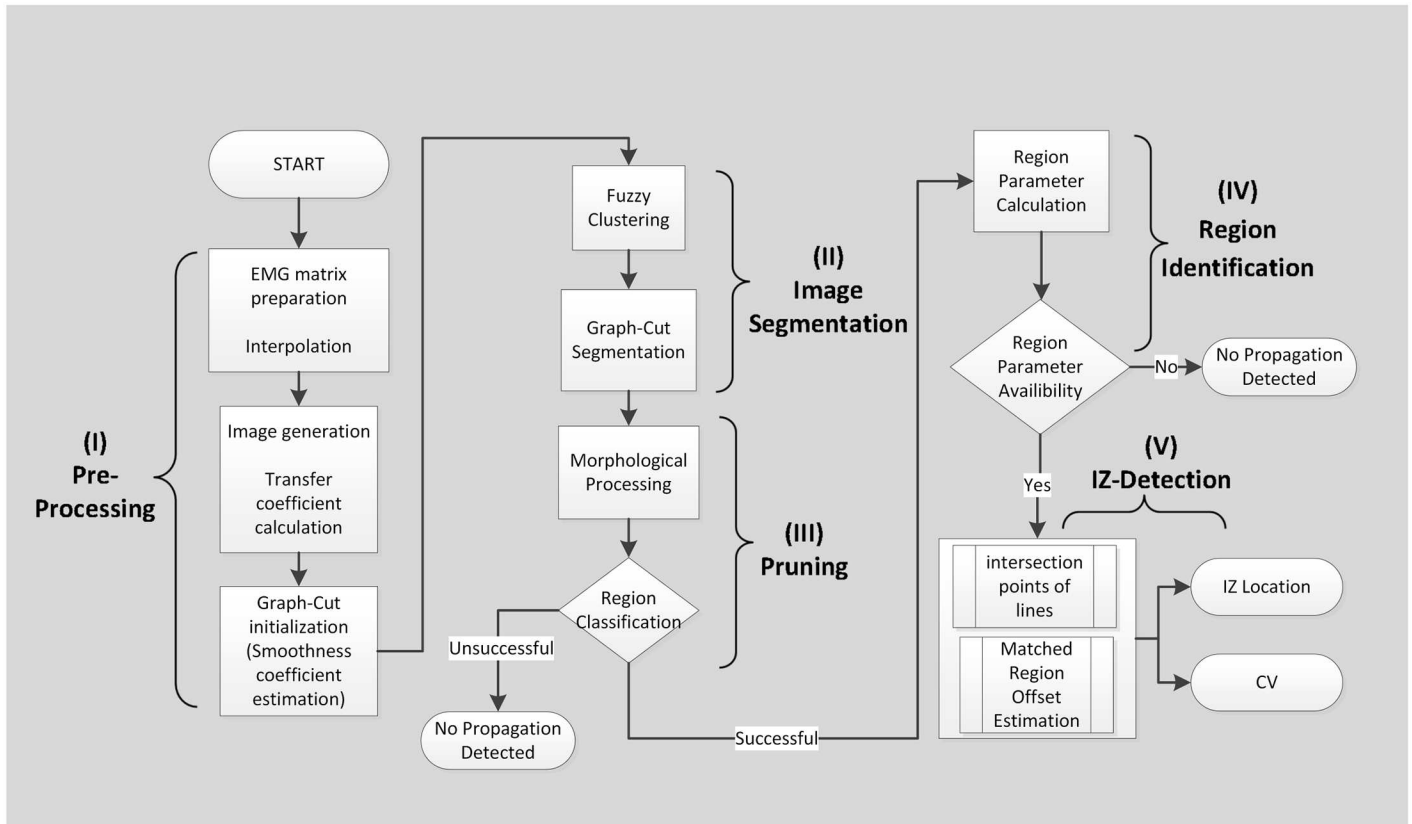 START
EMG matrix
preparation
Interpolation
Image generation
Transfer
coefficient
calculation
Graph-Cut
initialization
(Smoothness
coefficient
estimation)
(I)
Pre-
Processing
Fuzzy
Clustering
Graph-Cut
Segmentation
(II)
Image
Segmentation
Morphological
Processing
Region
Classification
(III)
Pruning
Unsuccessful
No Propagation
Detected
Successful
Region
Parameter
Calculation
Region
Parameter
Availibility
(IV)
Region
Identification
No
No Propagation
Detected
Yes
(V)
IZ-Detection
intersection
points of
lines
Matched
Region
Offset
Estimation
IZ Location
CV